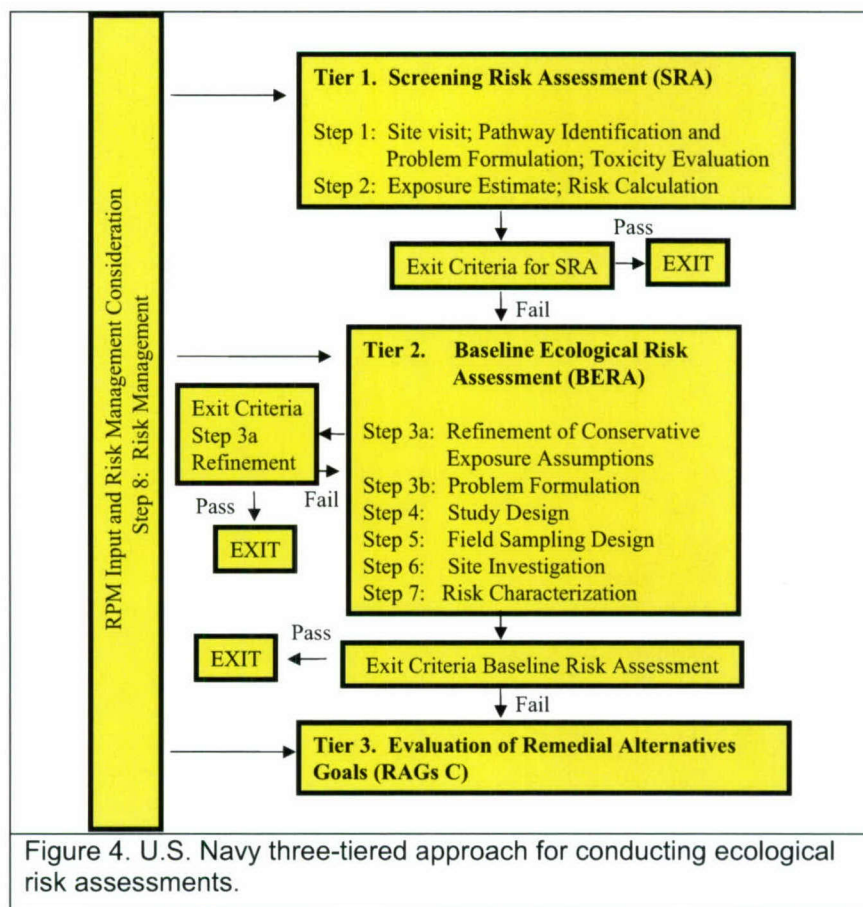 RPM Input and Risk Management Consideration
Step 8: Risk Management
Tier 1. Screening Risk Assessment (SRA)
Step 1: Site visit; Pathway Identification and
Problem Formulation; Toxicity Evaluation
Step 2: Exposure Estimate; Risk Calculation
Pass
Exit Criteria for SRA
EXIT
Fail
Tier 2. Baseline Ecological Risk
Assessment (BERA)
Step 3a: Refinement of Conservative
Exposure Assumptions
Step 3b: Problem Formulation
Step 4: Study Design
Step 5: Field Sampling Design
Step 6: Site Investigation
Step 7: Risk Characterization
Exit Criteria
Step 3a
Refinement
Fail
Pass
EXIT
Pass
EXIT
Exit Criteria Baseline Risk Assessment
Fail
Tier 3. Evaluation of Remedial Alternatives
Goals (RAGs C)
Figure 4. U.S. Navy three-tiered approach for conducting ecological
risk assessments.